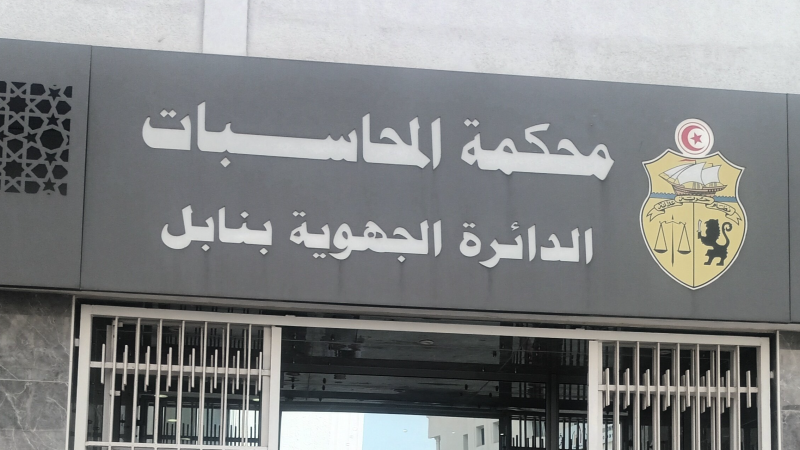 محكمة المحاسبات
الدائرة الجهوية بنابل